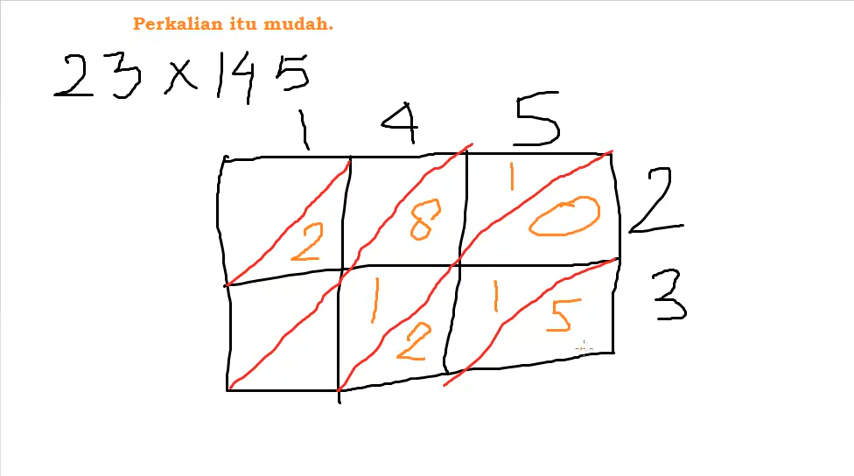 Perkalian itu mudah.
23 x 145
1 4 5
1
2 8 0 2
1 1 3
2 5